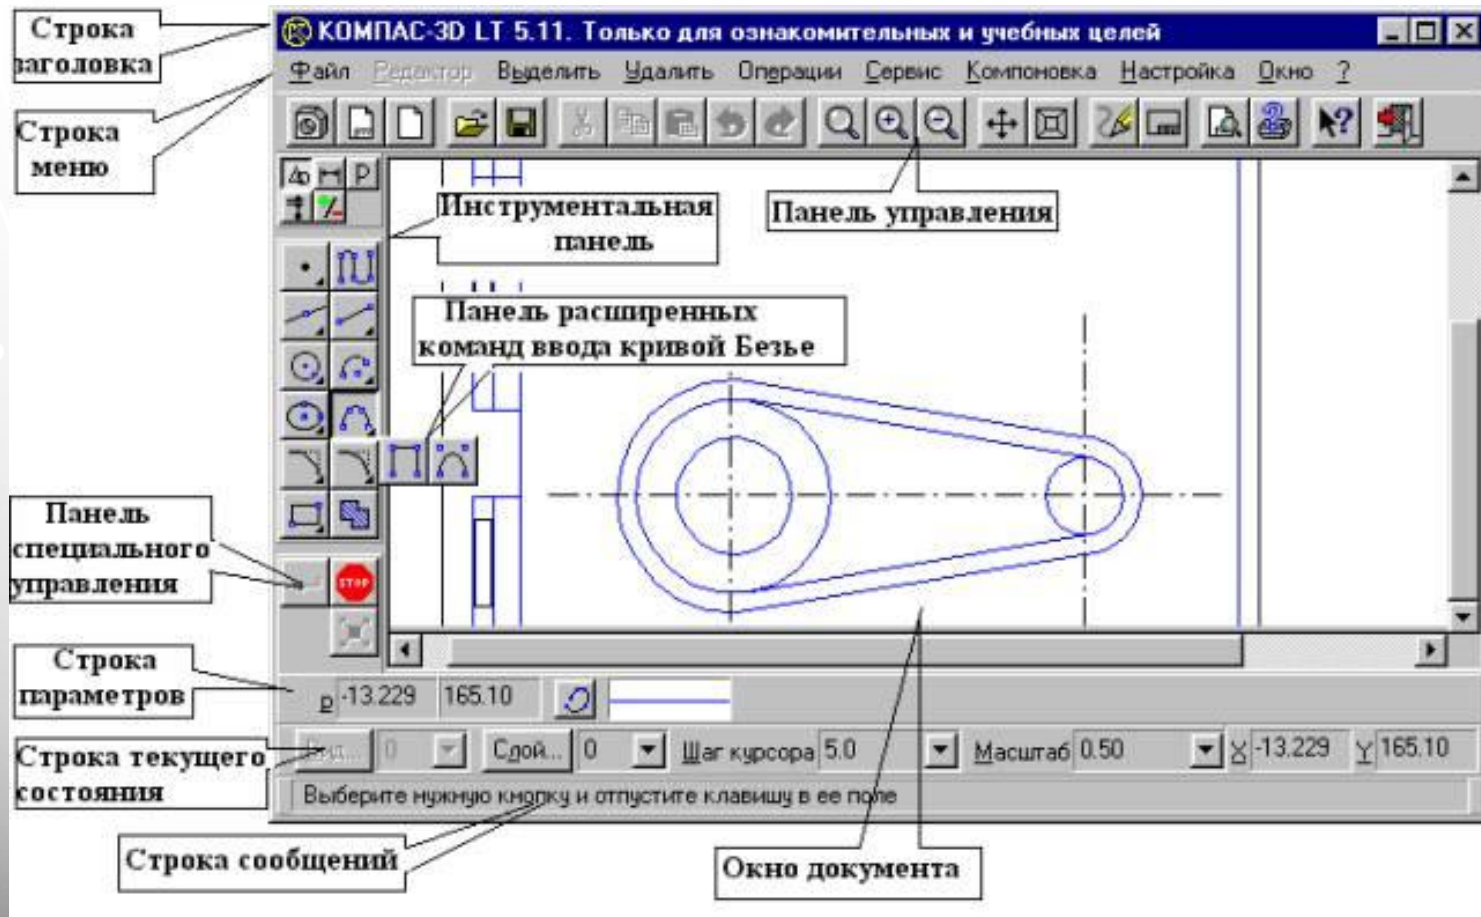 Строка
заголовка
КОМПАС-3D LT 5.11. Только для ознакомительных и учебных целей
Файл Редактор Выделить Удалить Операции Сервис Компоновка Настройка Окно ?
Строка
меню
P
Инструментальная
панель
Панель управления
Панель расширенных
команд ввода кривой Безье
Панель
специального
управления
STOP
Строка
параметров
p -13.229 165.10
Строка текущего
состояния
Вид... 0 Слой... 0 Шаг курсора 5.0 Масштаб 0.50 X -13.229 Y 165.10
Выберите нужную кнопку и отпустите клавишу в ее поле
Строка сообщений
Окно документа